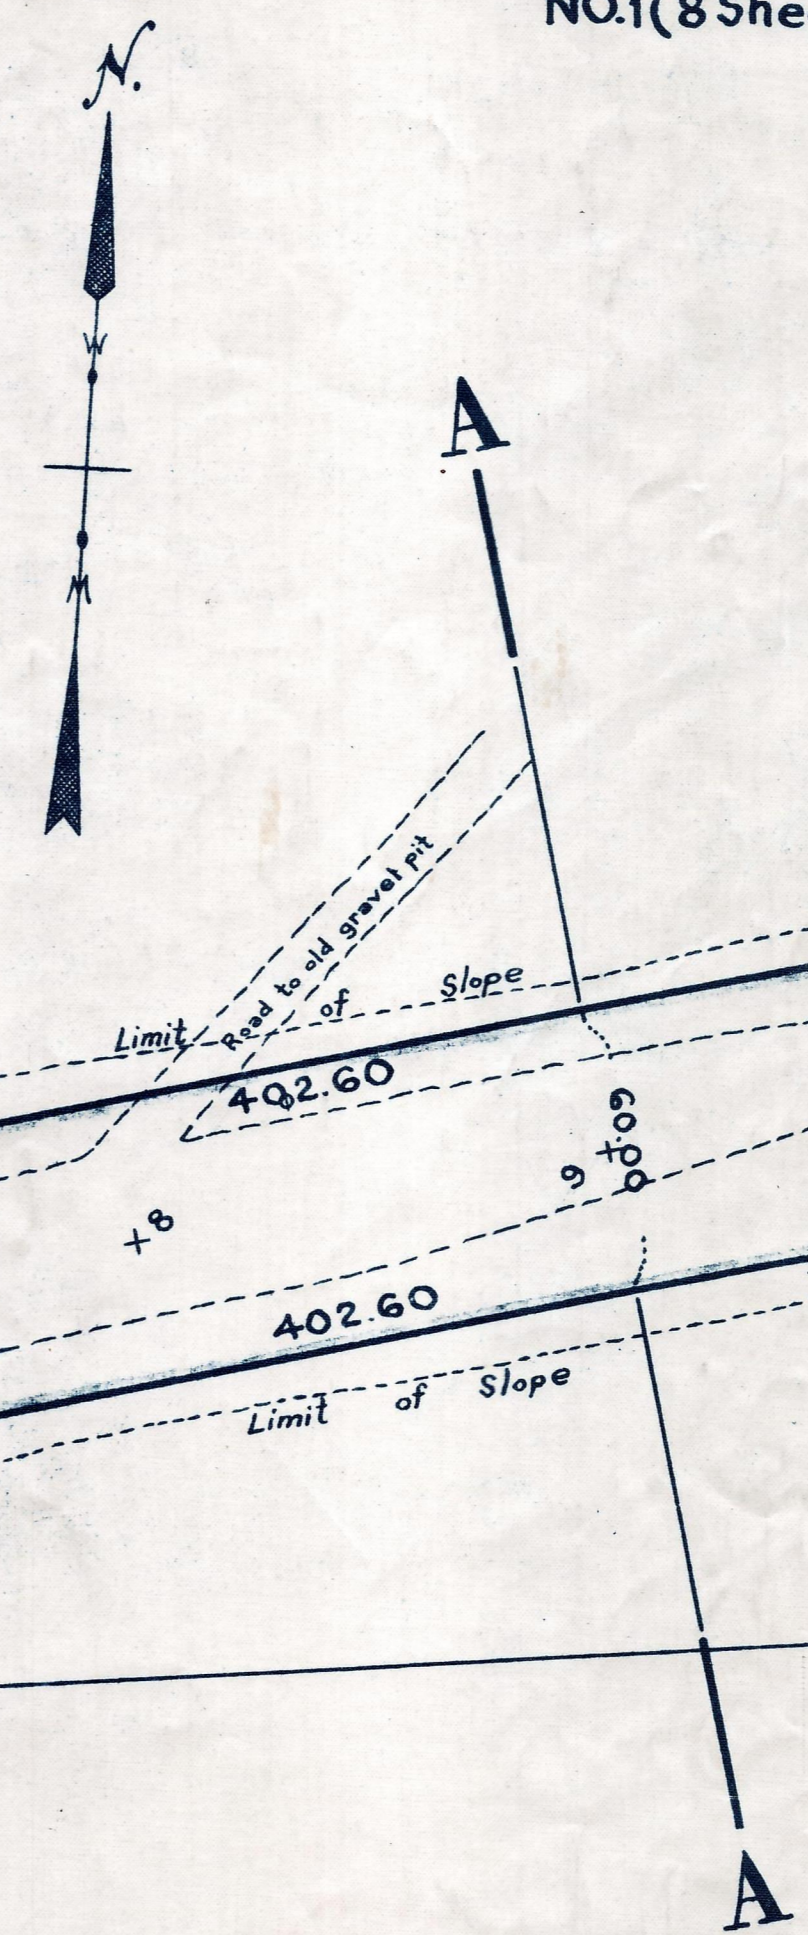 NO.1(8 She
N.
A
Road to old gravel pit
Limit of Slope
402.60
60.09
+ 9
+8
402.60
Limit of Slope
A